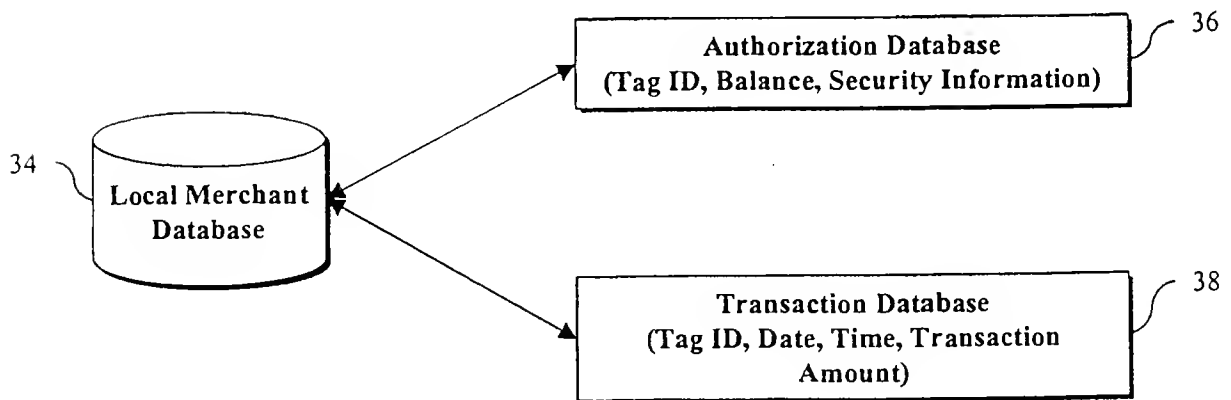 36
Authorization Database
(Tag ID, Balance, Security Information)
34
Local Merchant
Database
38
Transaction Database
(Tag ID, Date, Time, Transaction
Amount)